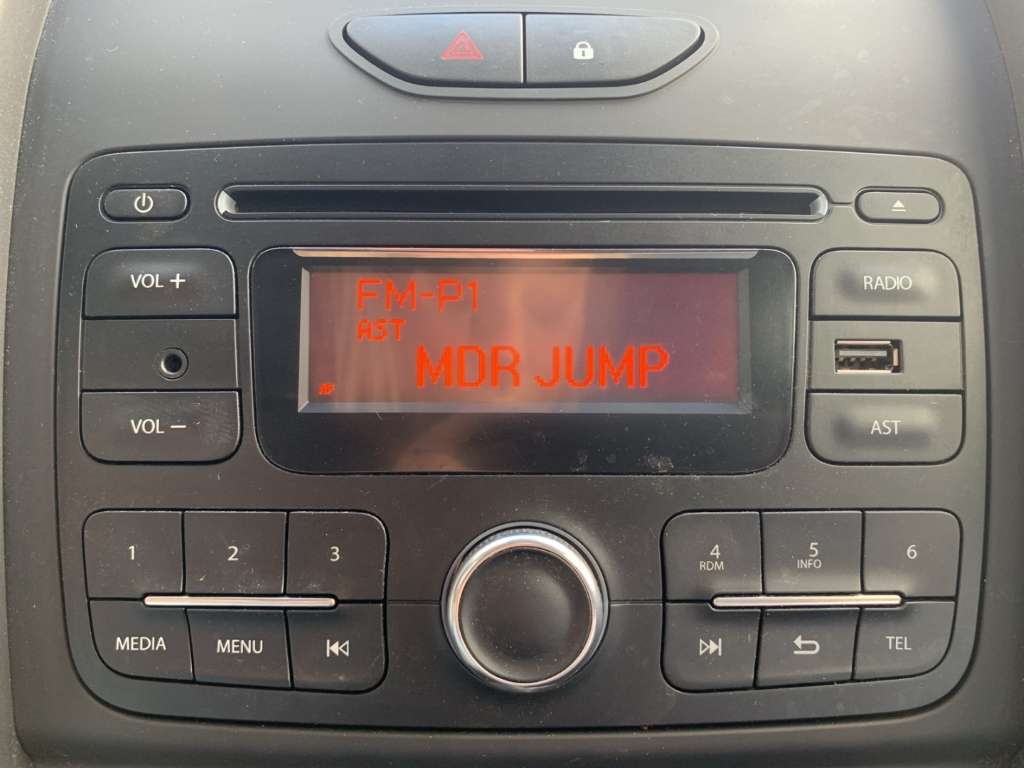 VOL +
FM-P1
RADIO
AST
MDR JUMP
AF
VOL −
AST
1
2
3
4
RDM
5
INFO
6
MEDIA
MENU
TEL